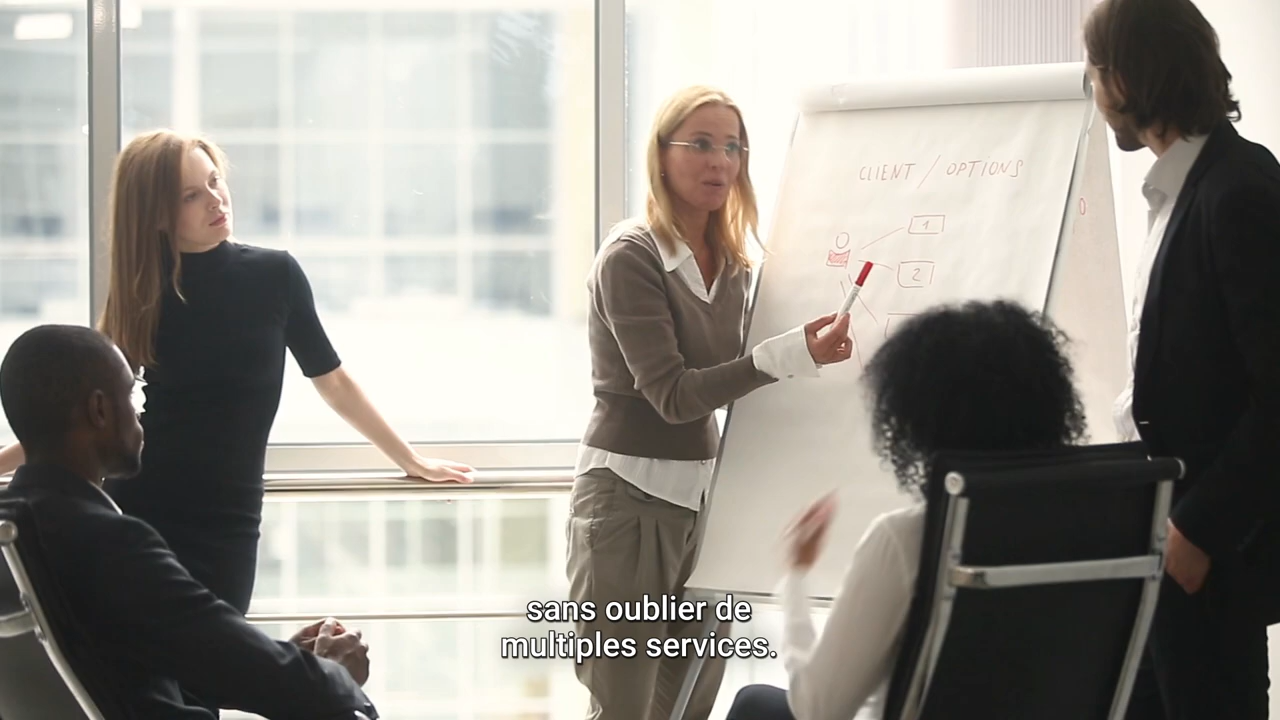 CLIENT / OPTIONS
1
2
sans oublier de
multiples services.